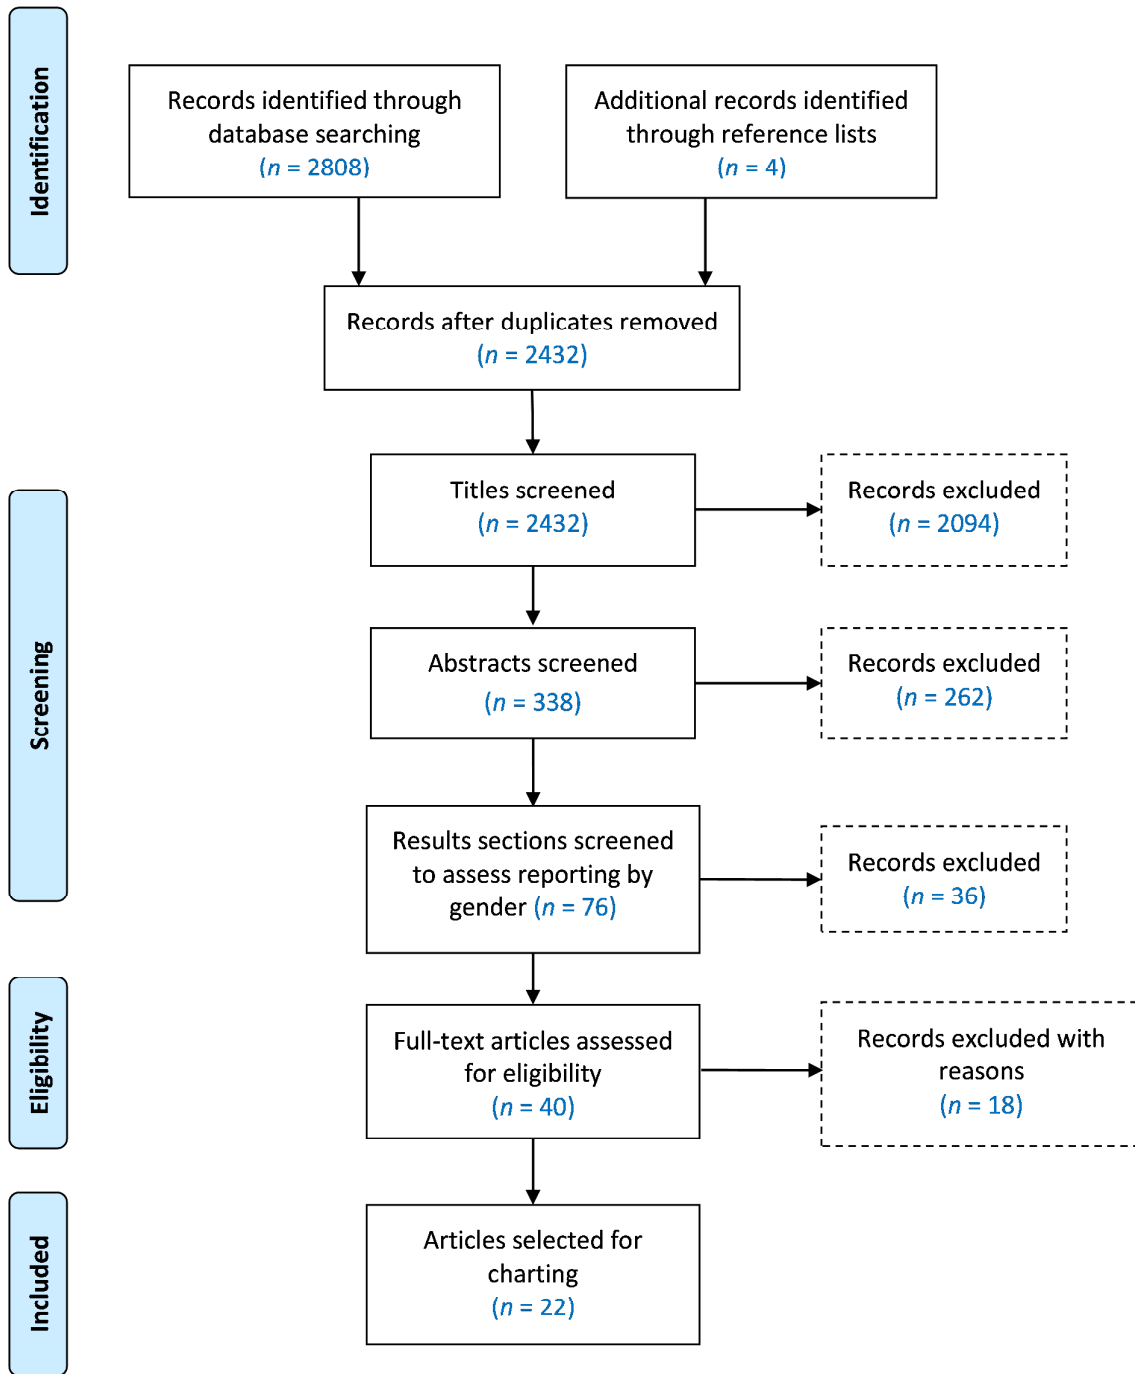 Identification
Records identified through
database searching
(n = 2808)
Additional records identified
through reference lists
(n = 4)
Records after duplicates removed
(n = 2432)
Screening
Titles screened
(n = 2432)
Records excluded
(n = 2094)
Abstracts screened
(n = 338)
Records excluded
(n = 262)
Results sections screened
to assess reporting by
gender (n = 76)
Records excluded
(n = 36)
Eligibility
Full-text articles assessed
for eligibility
(n = 40)
Records excluded with
reasons
(n = 18)
Included
Articles selected for
charting
(n = 22)